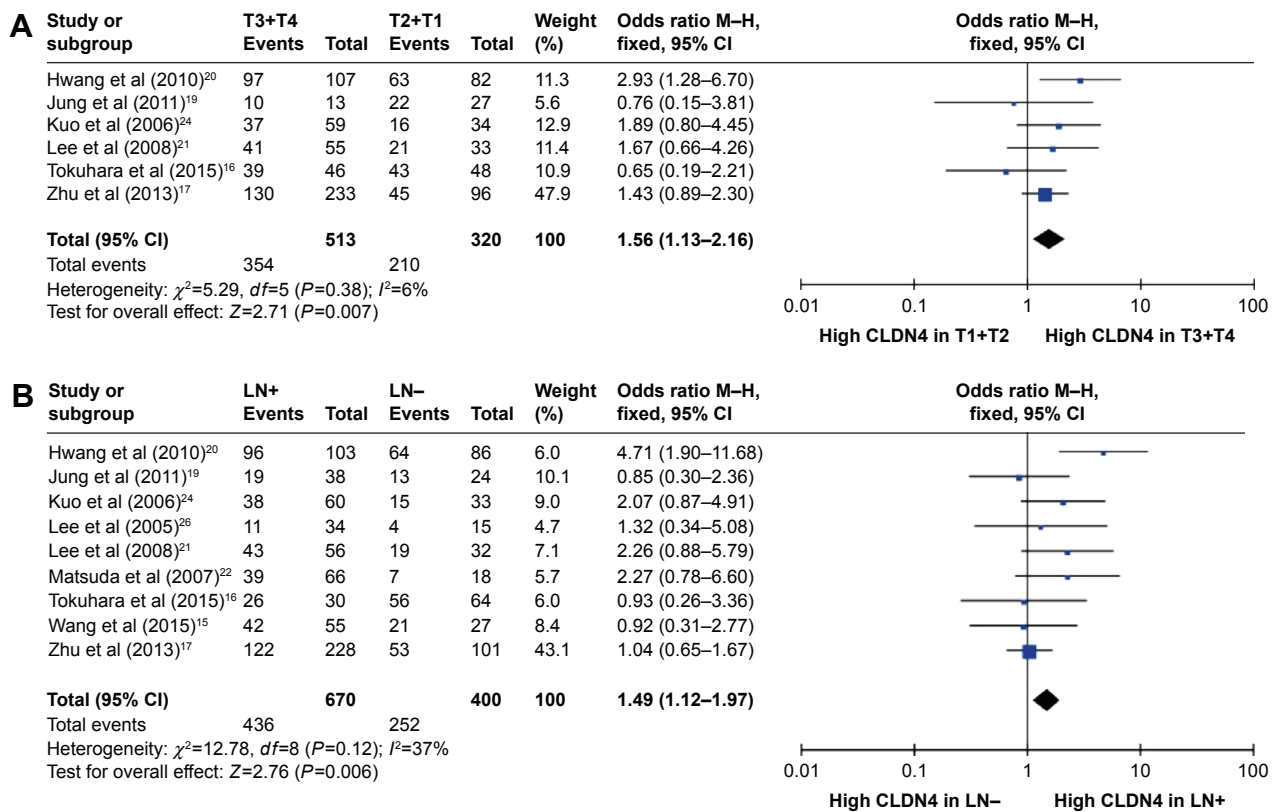 A
Study or subgroup T3+T4 Events Total T2+T1 Events Total Weight (%) Odds ratio M–H, fixed, 95% CI Odds ratio M–H, fixed, 95% CI
Hwang et al (2010)20 97 107 63 82 11.3 2.93 (1.28–6.70)
Jung et al (2011)19 10 13 22 27 5.6 0.76 (0.15–3.81)
Kuo et al (2006)24 37 59 16 34 12.9 1.89 (0.80–4.45)
Lee et al (2008)21 41 55 21 33 11.4 1.67 (0.66–4.26)
Tokuhara et al (2015)16 39 46 43 48 10.9 0.65 (0.19–2.21)
Zhu et al (2013)17 130 233 45 96 47.9 1.43 (0.89–2.30)
Total (95% CI) 513 320 100 1.56 (1.13–2.16)
Total events 354 210
Heterogeneity: χ2=5.29, df=5 (P=0.38); I2=6%
Test for overall effect: Z=2.71 (P=0.007)
0.01 0.1 1 10 100
High CLDN4 in T1+T2 High CLDN4 in T3+T4
B
Study or subgroup LN+ Events Total LN– Events Total Weight (%) Odds ratio M–H, fixed, 95% CI Odds ratio M–H, fixed, 95% CI
Hwang et al (2010)20 96 103 64 86 6.0 4.71 (1.90–11.68)
Jung et al (2011)19 19 38 13 24 10.1 0.85 (0.30–2.36)
Kuo et al (2006)24 38 60 15 33 9.0 2.07 (0.87–4.91)
Lee et al (2005)26 11 34 4 15 4.7 1.32 (0.34–5.08)
Lee et al (2008)21 43 56 19 32 7.1 2.26 (0.88–5.79)
Matsuda et al (2007)22 39 66 7 18 5.7 2.27 (0.78–6.60)
Tokuhara et al (2015)16 26 30 56 64 6.0 0.93 (0.26–3.36)
Wang et al (2015)15 42 55 21 27 8.4 0.92 (0.31–2.77)
Zhu et al (2013)17 122 228 53 101 43.1 1.04 (0.65–1.67)
Total (95% CI) 670 400 100 1.49 (1.12–1.97)
Total events 436 252
Heterogeneity: χ2=12.78, df=8 (P=0.12); I2=37%
Test for overall effect: Z=2.76 (P=0.006)
0.01 0.1 1 10 100
High CLDN4 in LN– High CLDN4 in LN+